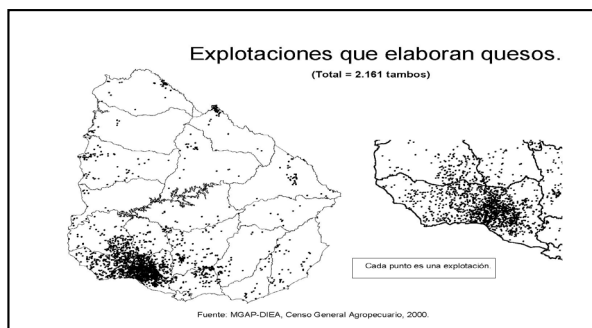 Explotaciones que elaboran quesos.
(Total = 2.161 tambos)
Cada punto es una explotación.
Fuente: MGAP-DIEA, Censo General Agropecuario, 2000.